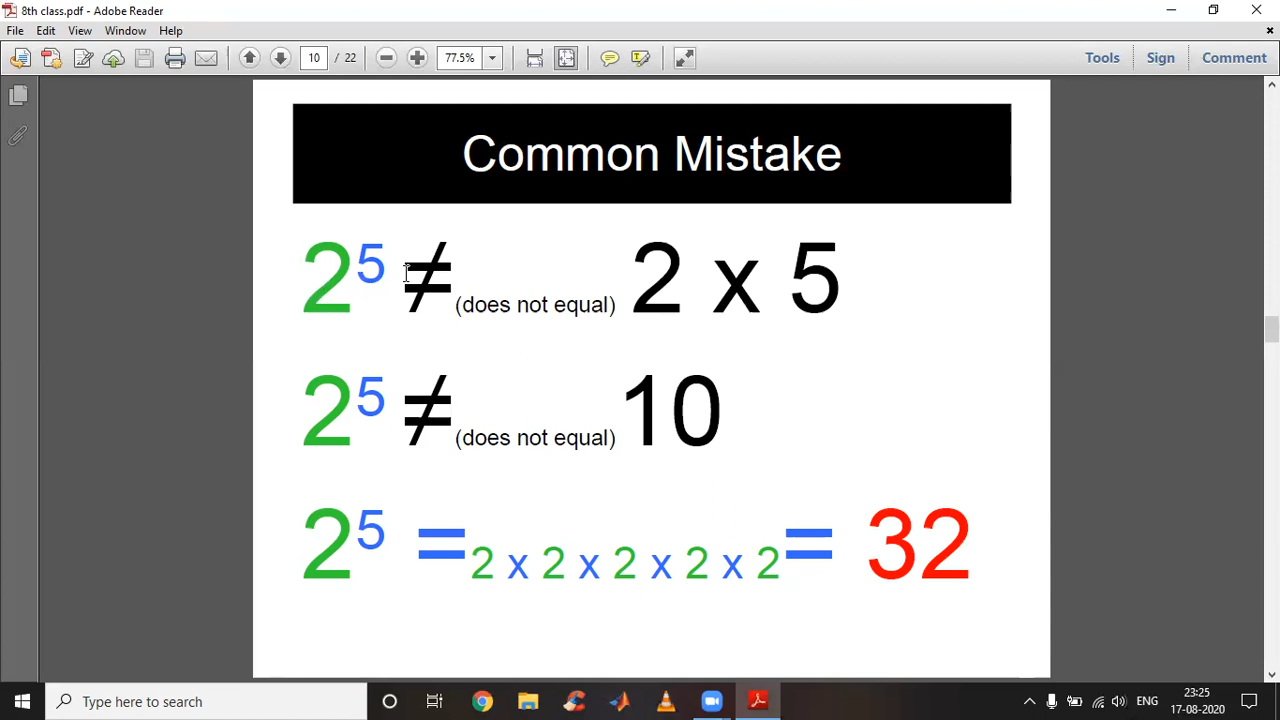 8th class.pdf - Adobe Reader
File Edit View Window Help
10 / 22 77.5% Tools Sign Comment
Common Mistake
2⁵ ≠ (does not equal) 2 x 5
2⁵ ≠ (does not equal) 10
2⁵ = 2 x 2 x 2 x 2 x 2 = 32
Type here to search
ENG
23:25
17-08-2020